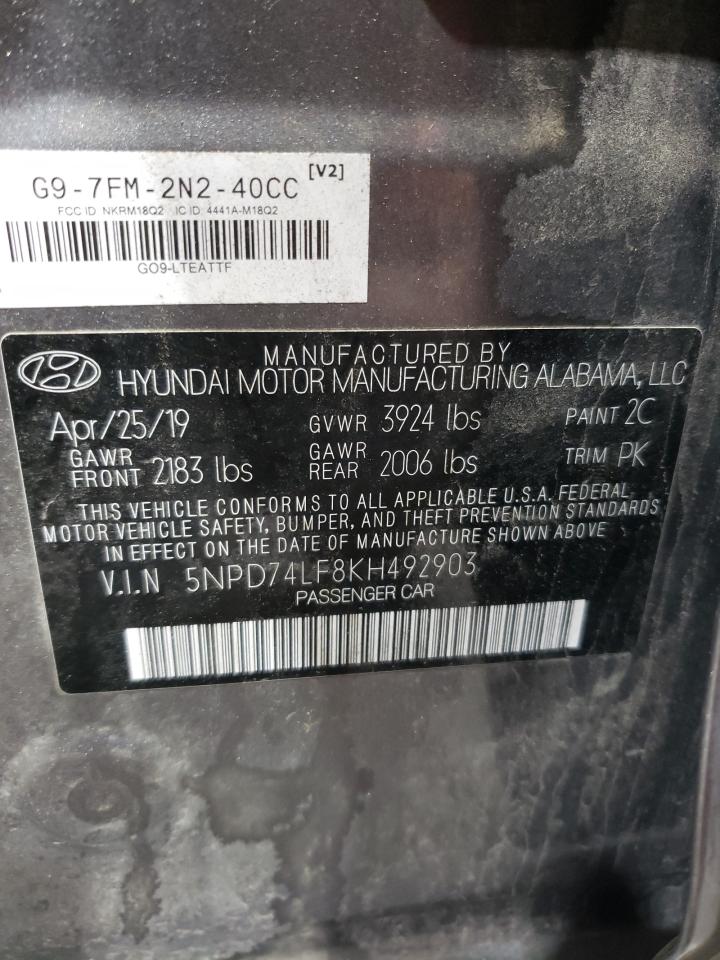 G9-7FM-2N2-40CC [V2]
FCC ID: NKRM18Q2 IC ID: 4441A-M18Q2
GO9-LTEATTF
MANUFACTURED BY
HYUNDAI MOTOR MANUFACTURING ALABAMA, LLC
Apr/25/19 GVWR 3924 lbs PAINT 2C
GAWR FRONT 2183 lbs GAWR REAR 2006 lbs TRIM PK
THIS VEHICLE CONFORMS TO ALL APPLICABLE U.S.A. FEDERAL
MOTOR VEHICLE SAFETY, BUMPER, AND THEFT PREVENTION STANDARDS
IN EFFECT ON THE DATE OF MANUFACTURE SHOWN ABOVE
V.I.N 5NPD74LF8KH492903
PASSENGER CAR